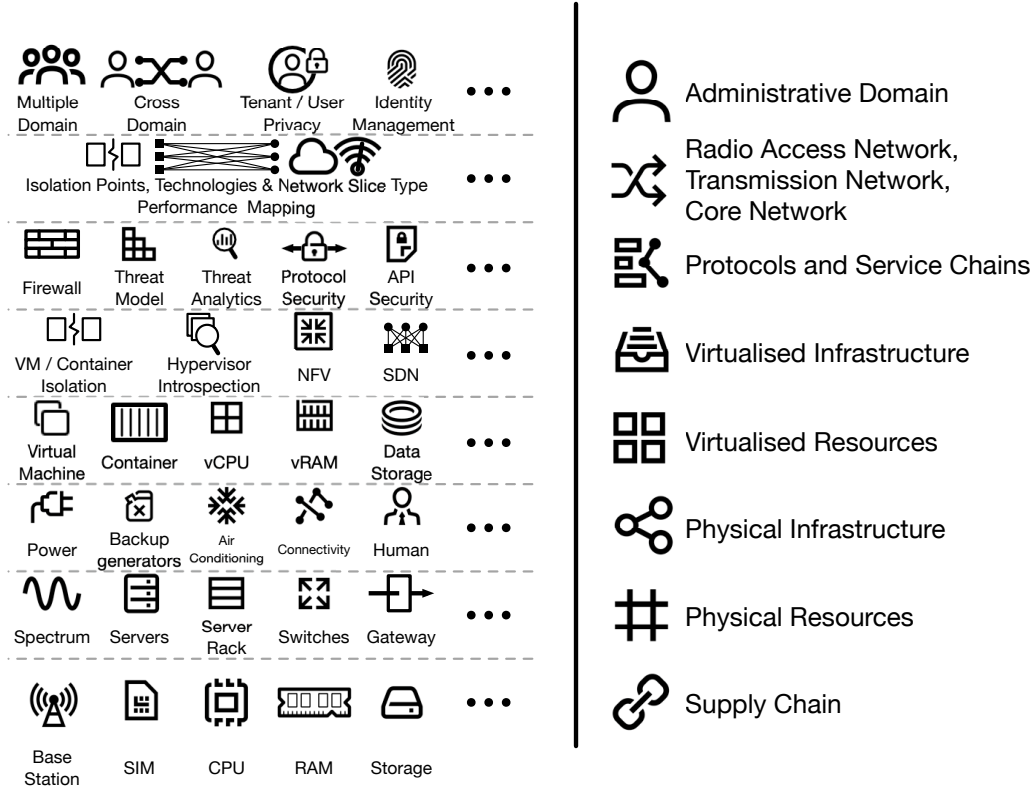 Multiple
Domain
Cross
Domain
Tenant / User
Privacy
Identity
Management
Isolation Points, Technologies & Network Slice Type
Performance Mapping
Firewall
Threat
Model
Threat
Analytics
Protocol
Security
API
Security
VM / Container
Isolation
Hypervisor
Introspection
NFV
SDN
Virtual
Machine
Container
vCPU
vRAM
Data
Storage
Power
Backup
generators
Air
Conditioning
Connectivity
Human
Spectrum
Servers
Server
Rack
Switches
Gateway
Base
Station
SIM
CPU
RAM
Storage
Administrative Domain
Radio Access Network,
Transmission Network,
Core Network
Protocols and Service Chains
Virtualised Infrastructure
Virtualised Resources
Physical Infrastructure
Physical Resources
Supply Chain